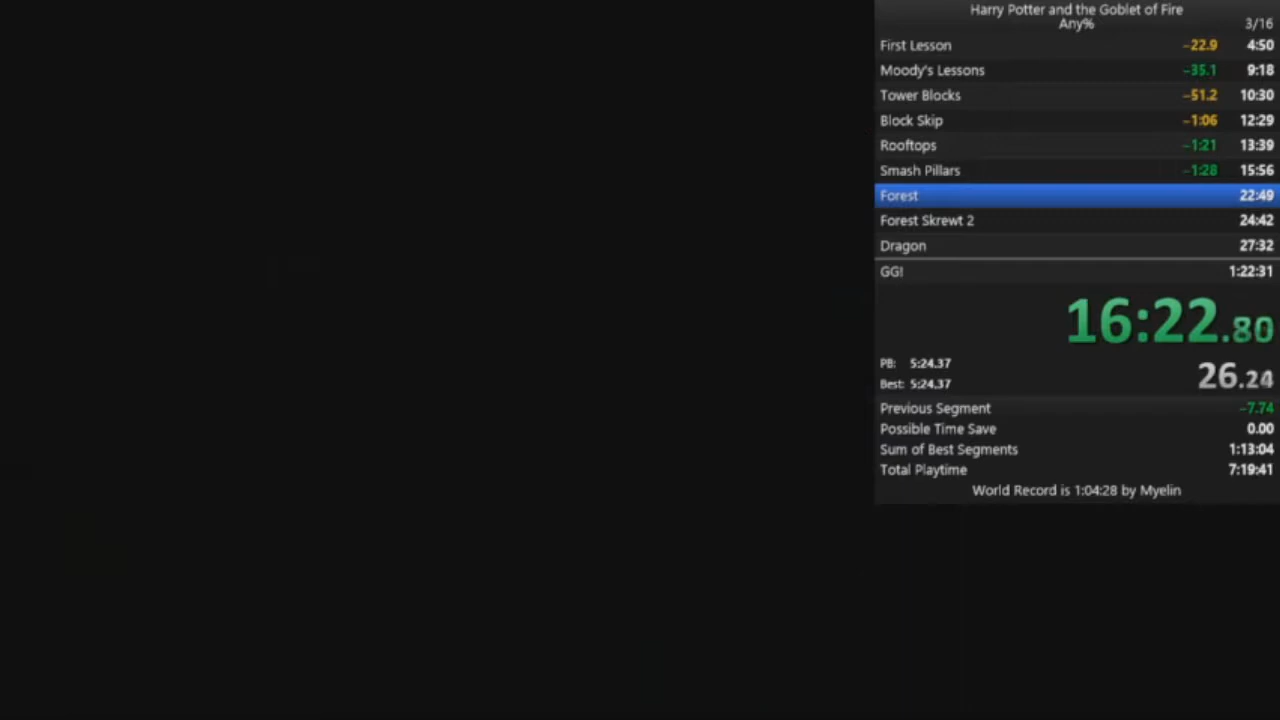 Harry Potter and the Goblet of Fire
Any% 3/16
First Lesson -22.9 4:50
Moody's Lessons -35.1 9:18
Tower Blocks -51.2 10:30
Block Skip -1:06 12:29
Rooftops -1:21 13:39
Smash Pillars -1:28 15:56
Forest 22:49
Forest Skrewt 2 24:42
Dragon 27:32
GG! 1:22:31
16:22.80
PB: 5:24.37
Best: 5:24.37
26.24
Previous Segment -7.74
Possible Time Save 0.00
Sum of Best Segments 1:13:04
Total Playtime 7:19:41
World Record is 1:04:28 by Myelin